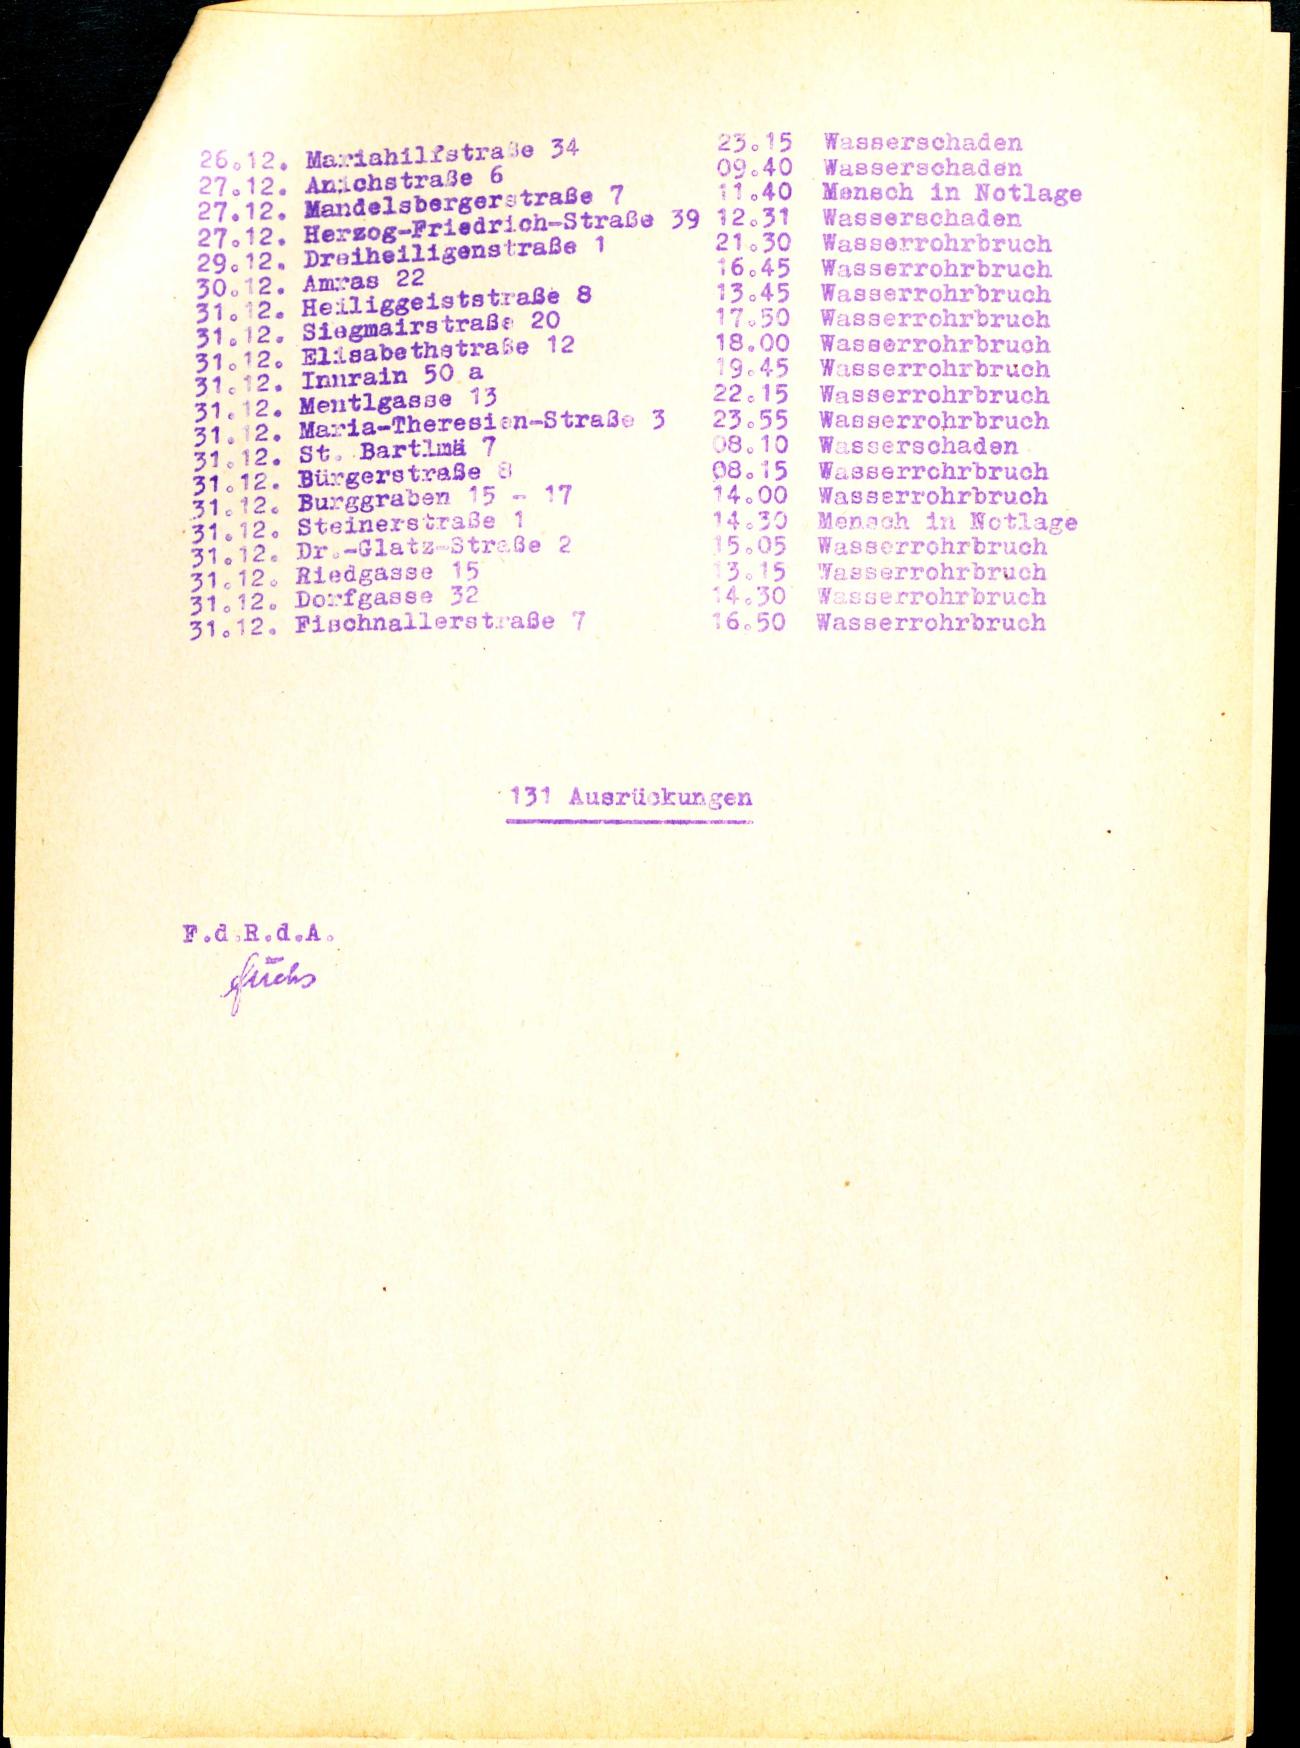 26.12. Mariahilfstraße 34 23.15 Wasserschaden
27.12. Anichstraße 6 09.40 Wasserschaden
27.12. Mandelsbergerstraße 7 11.40 Mensch in Notlage
27.12. Herzog-Friedrich-Straße 39 12.31 Wasserschaden
29.12. Dreiheiligenstraße 1 21.30 Wasserrohrbruch
30.12. Amras 22 16.45 Wasserrohrbruch
31.12. Heiliggeiststraße 8 13.45 Wasserrohrbruch
31.12. Siegmairstraße 20 17.50 Wasserrohrbruch
31.12. Elisabethstraße 12 18.00 Wasserrohrbruch
31.12. Innrain 50 a 19.45 Wasserrohrbruch
31.12. Mentlgasse 13 22.15 Wasserrohrbruch
31.12. Maria-Theresien-Straße 3 23.55 Wasserrohrbruch
31.12. St. Bartlmä 7 08.10 Wasserschaden
31.12. Bürgerstraße 8 08.15 Wasserrohrbruch
31.12. Burggraben 15 - 17 14.00 Wasserrohrbruch
31.12. Steinerstraße 1 14.30 Mensch in Notlage
31.12. Dr.-Glatz-Straße 2 15.05 Wasserrohrbruch
31.12. Riedgasse 15 13.15 Wasserrohrbruch
31.12. Dorfgasse 32 14.30 Wasserrohrbruch
31.12. Fischnallerstraße 7 16.50 Wasserrohrbruch
131 Ausrückungen
F.d.R.d.A.
Fuchs